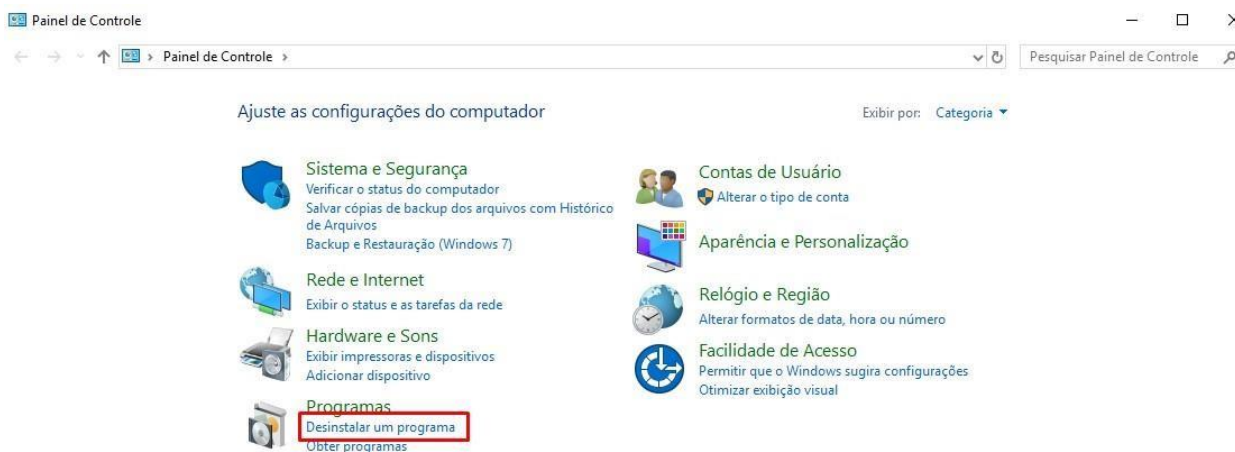 Painel de Controle
Painel de Controle
Pesquisar Painel de Controle
Ajuste as configurações do computador
Exibir por: Categoria
Sistema e Segurança
Verificar o status do computador
Salvar cópias de backup dos arquivos com Histórico
de Arquivos
Backup e Restauração (Windows 7)
Rede e Internet
Exibir o status e as tarefas da rede
Hardware e Sons
Exibir impressoras e dispositivos
Adicionar dispositivo
Programas
Desinstalar um programa
Obter programas
Contas de Usuário
Alterar o tipo de conta
Aparência e Personalização
Relógio e Região
Alterar formatos de data, hora ou número
Facilidade de Acesso
Permitir que o Windows sugira configurações
Otimizar exibição visual